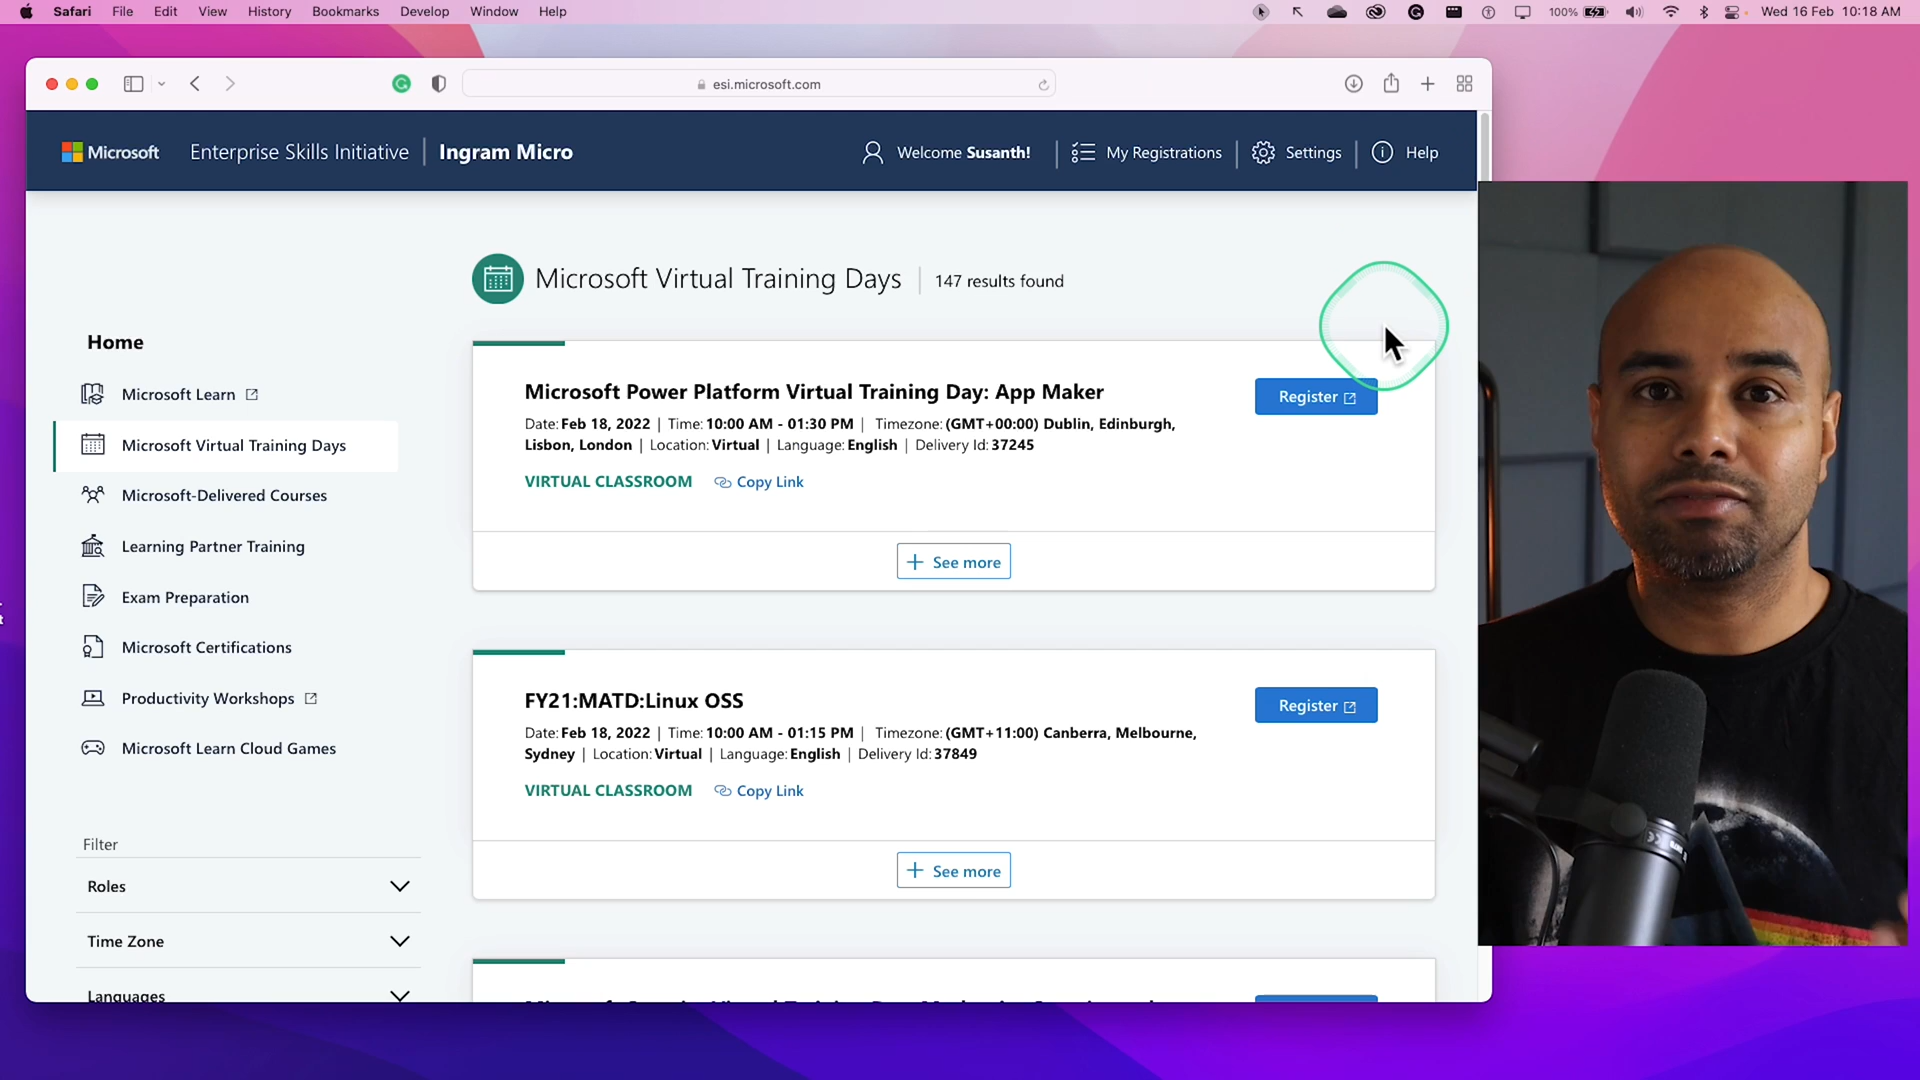 Safari File Edit View History Bookmarks Develop Window Help 100% Wed 16 Feb 10:18 AM
esi.microsoft.com
Microsoft Enterprise Skills Initiative Ingram Micro Welcome Susanth! My Registrations Settings Help
Microsoft Virtual Training Days 147 results found
Home
Microsoft Learn
Microsoft Virtual Training Days
Microsoft-Delivered Courses
Learning Partner Training
Exam Preparation
Microsoft Certifications
Productivity Workshops
Microsoft Learn Cloud Games
Filter
Roles
Time Zone
Languages
Microsoft Power Platform Virtual Training Day: App Maker
Register
Date: Feb 18, 2022 | Time: 10:00 AM - 01:30 PM | Timezone: (GMT+00:00) Dublin, Edinburgh,
Lisbon, London | Location: Virtual | Language: English | Delivery Id: 37245
VIRTUAL CLASSROOM Copy Link
+ See more
FY21:MATD:Linux OSS
Register
Date: Feb 18, 2022 | Time: 10:00 AM - 01:15 PM | Timezone: (GMT+11:00) Canberra, Melbourne,
Sydney | Location: Virtual | Language: English | Delivery Id: 37849
VIRTUAL CLASSROOM Copy Link
+ See more